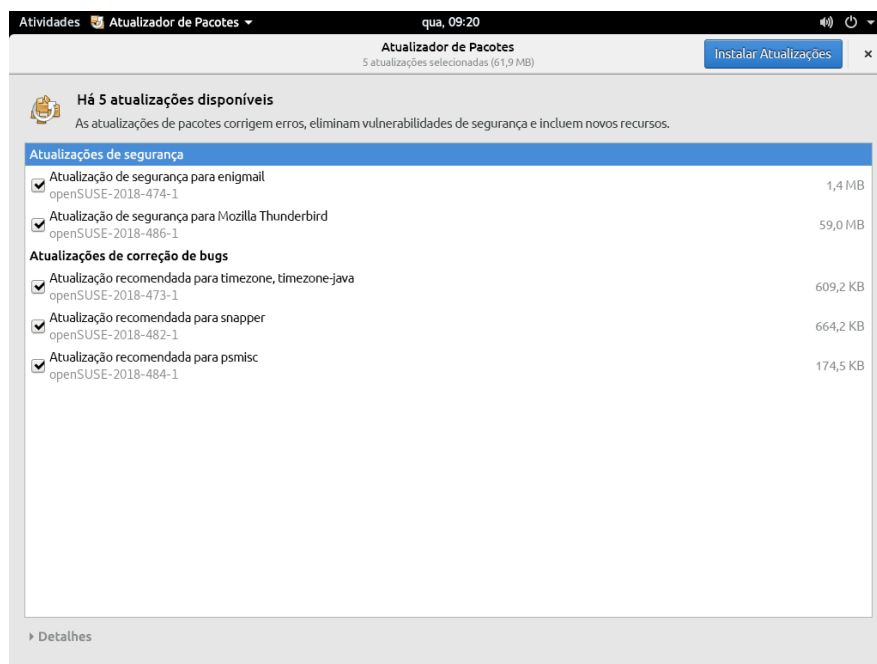 Atividades Atualizador de Pacotes qua, 09:20
Atualizador de Pacotes
5 atualizações selecionadas (61,9 MB)
Instalar Atualizações
Há 5 atualizações disponíveis
As atualizações de pacotes corrigem erros, eliminam vulnerabilidades de segurança e incluem novos recursos.
Atualizações de segurança
Atualização de segurança para enigmail
openSUSE-2018-474-1
1,4 MB
Atualização de segurança para Mozilla Thunderbird
openSUSE-2018-486-1
59,0 MB
Atualizações de correção de bugs
Atualização recomendada para timezone, timezone-java
openSUSE-2018-473-1
609,2 KB
Atualização recomendada para snapper
openSUSE-2018-482-1
664,2 KB
Atualização recomendada para psmisc
openSUSE-2018-484-1
174,5 KB
Detalhes